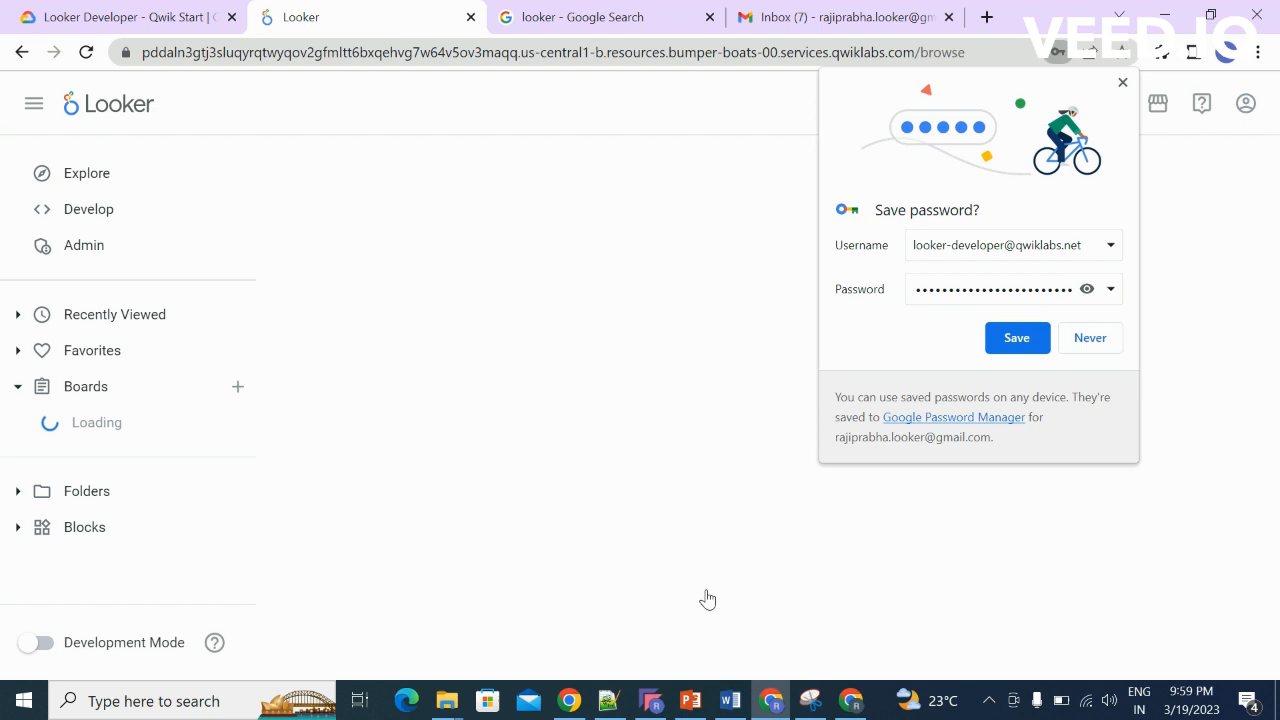 Looker Developer - Qwik Start | C
Looker
looker - Google Search
Inbox (7) - rajiprabha.looker@gm
VEED.IO
pddaln3gtj3sluqyrqtwyqov2gfmltt6bxqehvg7w64v5ov3maqq.us-central1-b.resources.bumper-boats-00.services.qwiklabs.com/browse
Looker
Explore
Develop
Admin
Recently Viewed
Favorites
Boards
Loading
Folders
Blocks
Development Mode
Save password?
Username
looker-developer@qwiklabs.net
Password
Save
Never
You can use saved passwords on any device. They're
saved to Google Password Manager for
rajiprabha.looker@gmail.com.
Type here to search
23°C
ENG
IN
9:59 PM
3/19/2023
4